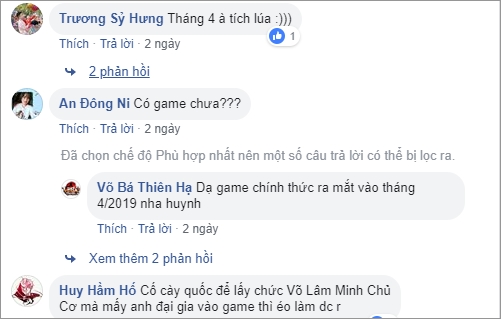 Trương Sỷ Hưng Tháng 4 à tích lúa :)))
1
Thích · Trả lời · 2 ngày
2 phản hồi
An Đông Ni Có game chưa???
Thích · Trả lời · 2 ngày
Đã chọn chế độ Phù hợp nhất nên một số câu trả lời có thể bị lọc ra.
Võ Bá Thiên Hạ Dạ game chính thức ra mắt vào tháng
4/2019 nha huynh
Thích · Trả lời · 2 ngày
Xem thêm 2 phản hồi
Huy Hầm Hố Cố cày quốc để lấy chức Võ Lâm Minh Chủ
Cơ mà mấy anh đại gia vào game thì éo làm dc r